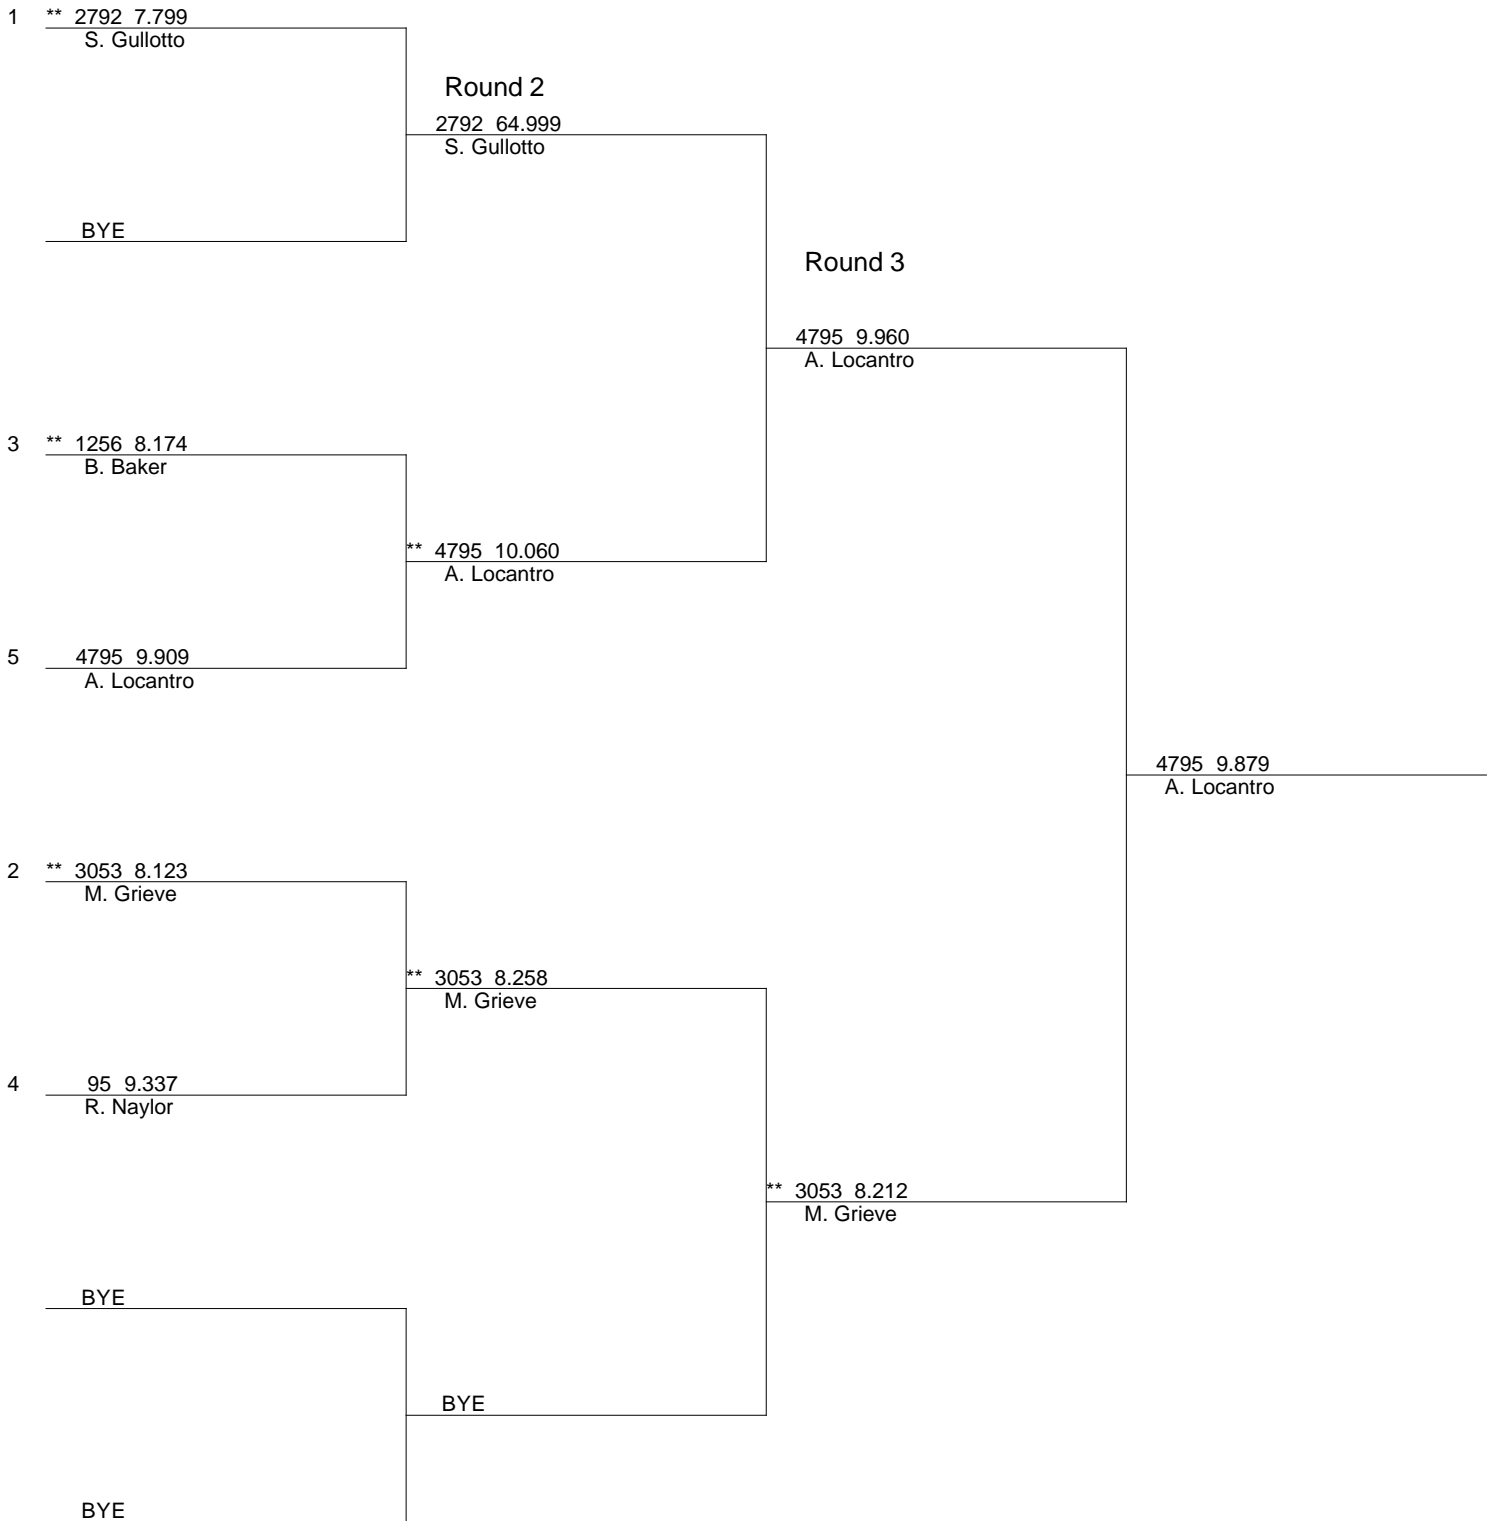 1 ** 2792 7.799
S. Gullotto
Round 2
2792 64.999
S. Gullotto
BYE
Round 3
4795 9.960
A. Locantro
3 ** 1256 8.174
B. Baker
** 4795 10.060
A. Locantro
5 4795 9.909
A. Locantro
4795 9.879
A. Locantro
2 ** 3053 8.123
M. Grieve
** 3053 8.258
M. Grieve
4 95 9.337
R. Naylor
** 3053 8.212
M. Grieve
BYE
BYE
BYE